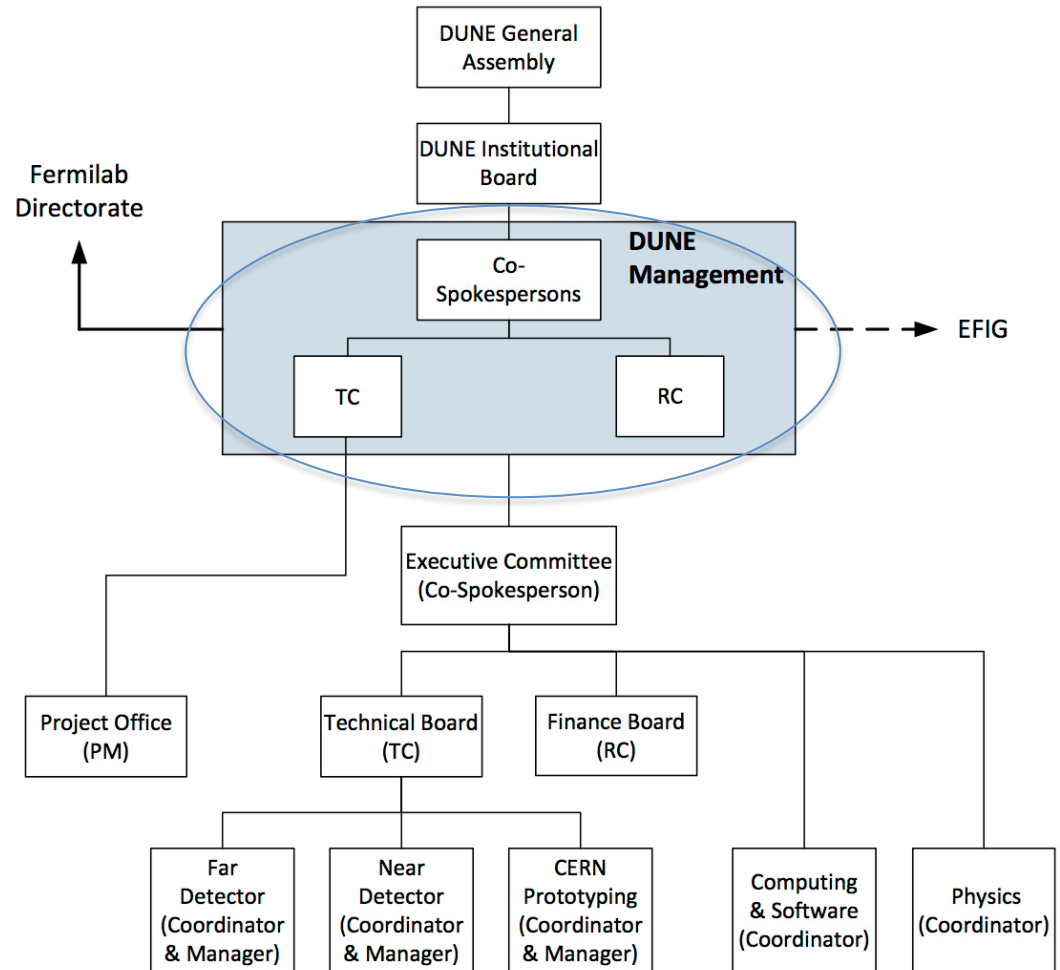 DUNE General
Assembly
DUNE Institutional
Board
Fermilab
Directorate
DUNE
Management
Co-
Spokespersons
EFIG
TC
RC
Executive Committee
(Co-Spokesperson)
Project Office
(PM)
Technical Board
(TC)
Finance Board
(RC)
Far
Detector
(Coordinator
& Manager)
Near
Detector
(Coordinator
& Manager)
CERN
Prototyping
(Coordinator
& Manager)
Computing
& Software
(Coordinator)
Physics
(Coordinator)